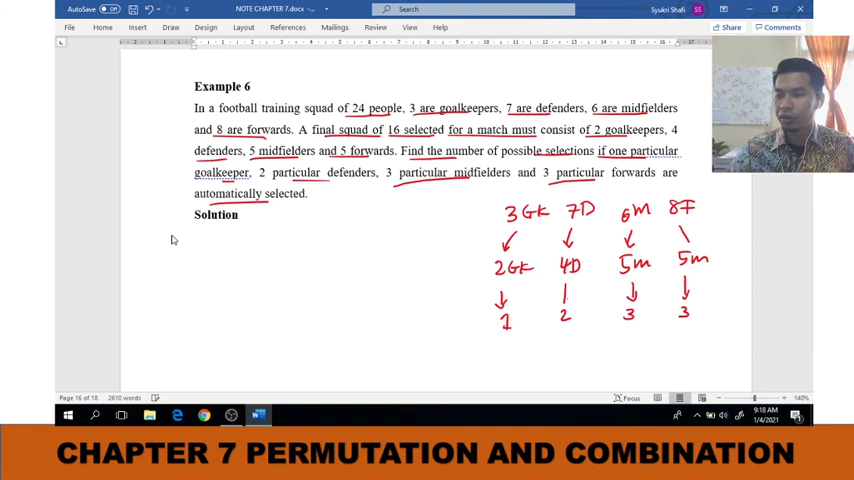 AutoSave Off
NOTE CHAPTER 7.docx -...
Syukri Shafi SS
File Home Insert Draw Design Layout References Mailings Review View Help
Share Comments
Example 6
In a football training squad of 24 people, 3 are goalkeepers, 7 are defenders, 6 are midfielders
and 8 are forwards. A final squad of 16 selected for a match must consist of 2 goalkeepers, 4
defenders, 5 midfielders and 5 forwards. Find the number of possible selections if one particular
goalkeeper, 2 particular defenders, 3 particular midfielders and 3 particular forwards are
automatically selected.
Solution
3GK 7D 6M 8F
2GK 4D 5m 5m
1 2 3 3
Page 16 of 18 2610 words
Focus
140%
9:18 AM
1/4/2021
CHAPTER 7 PERMUTATION AND COMBINATION